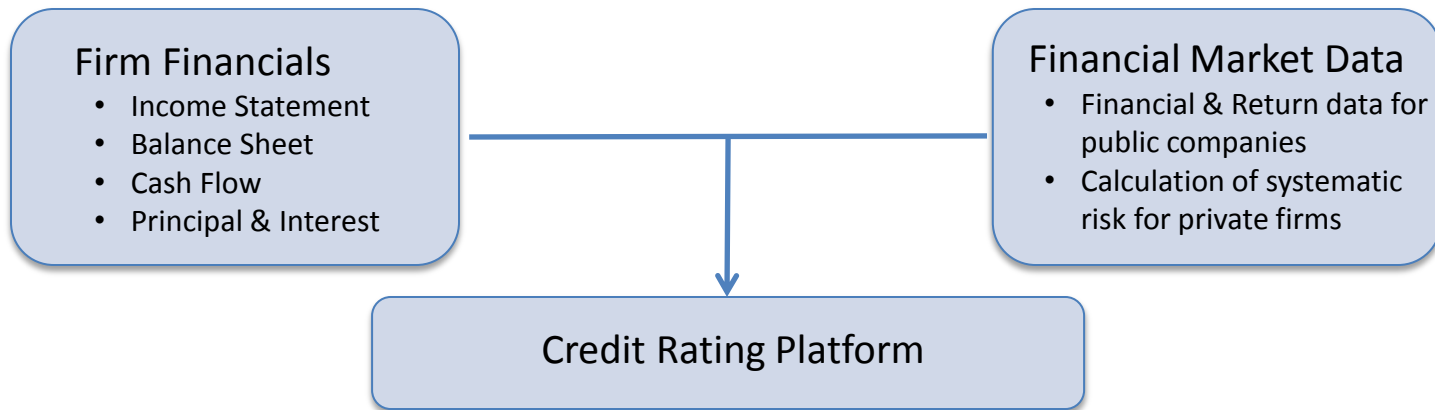 Firm Financials
• Income Statement
• Balance Sheet
• Cash Flow
• Principal & Interest
Financial Market Data
• Financial & Return data for
public companies
• Calculation of systematic
risk for private firms
Credit Rating Platform